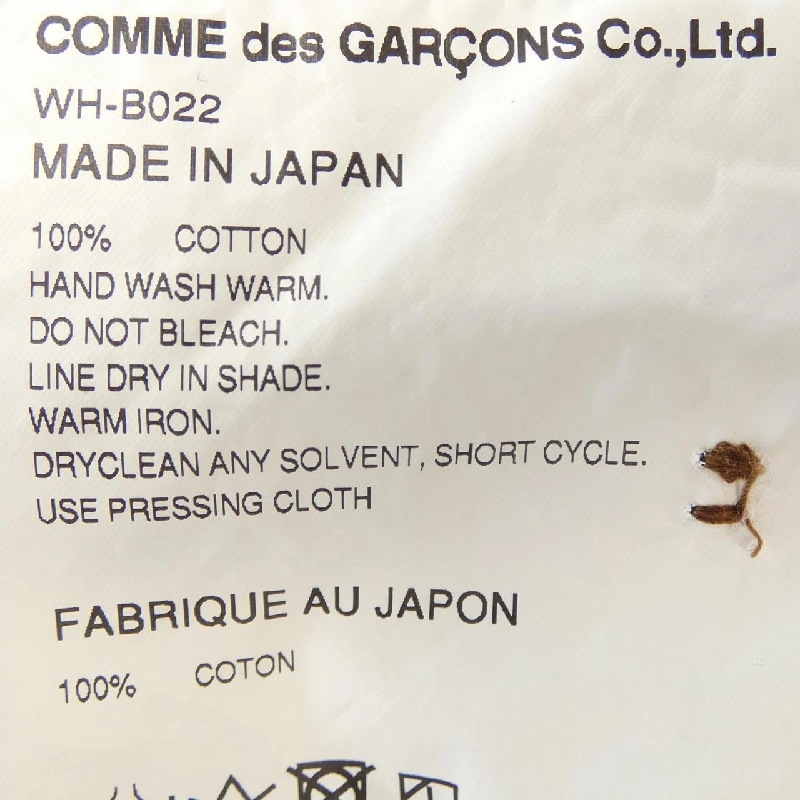 COMME des GARÇONS Co.,Ltd.
WH-B022
MADE IN JAPAN
100% COTTON
HAND WASH WARM.
DO NOT BLEACH.
LINE DRY IN SHADE.
WARM IRON.
DRYCLEAN ANY SOLVENT, SHORT CYCLE.
USE PRESSING CLOTH
FABRIQUE AU JAPON
100% COTON